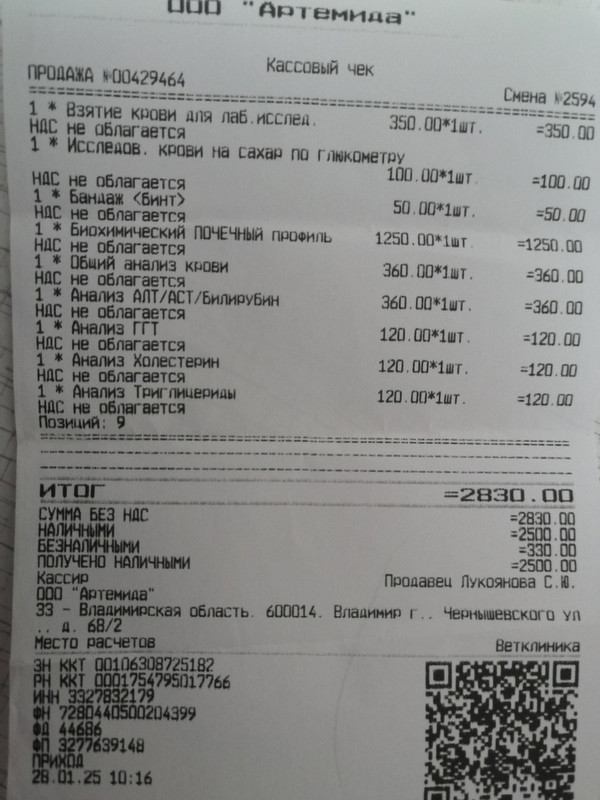 ООО "Артемида"
Кассовый чек
ПРОДАЖА №00429464
Смена №2594
1 * Взятие крови для лаб.исслед. 350.00*1шт. =350.00
НДС не облагается
1 * Исследов. крови на сахар по глюкометру
100.00*1шт. =100.00
НДС не облагается
1 * Бандаж <бинт> 50.00*1шт. =50.00
НДС не облагается
1 * Биохимический ПОЧЕЧНЫЙ профиль 1250.00*1шт. =1250.00
НДС не облагается
1 * Общий анализ крови 360.00*1шт. =360.00
НДС не облагается
1 * Анализ АЛТ/АСТ/Билирубин 360.00*1шт. =360.00
НДС не облагается
1 * Анализ ГГТ 120.00*1шт. =120.00
НДС не облагается
1 * Анализ Холестерин 120.00*1шт. =120.00
НДС не облагается
1 * Анализ Триглицериды 120.00*1шт. =120.00
НДС не облагается
Позиций: 9
ИТОГ =2830.00
СУММА БЕЗ НДС =2830.00
НАЛИЧНЫМИ =2500.00
БЕЗНАЛИЧНЫМИ =330.00
ПОЛУЧЕНО НАЛИЧНЫМИ =2500.00
Кассир Продавец Лукоянова С.Ю.
ООО "Артемида"
33 - Владимирская область. 600014. Владимир г.. Чернышевского ул
.. д. 68/2
Место расчетов Ветклиника
ЗН ККТ 00106308725182
РН ККТ 0001754795017766
ИНН 3327832179
ФН 7280440500204399
ФД 44686
ФП 3277639148
ПРИХОД
28.01.25 10:16